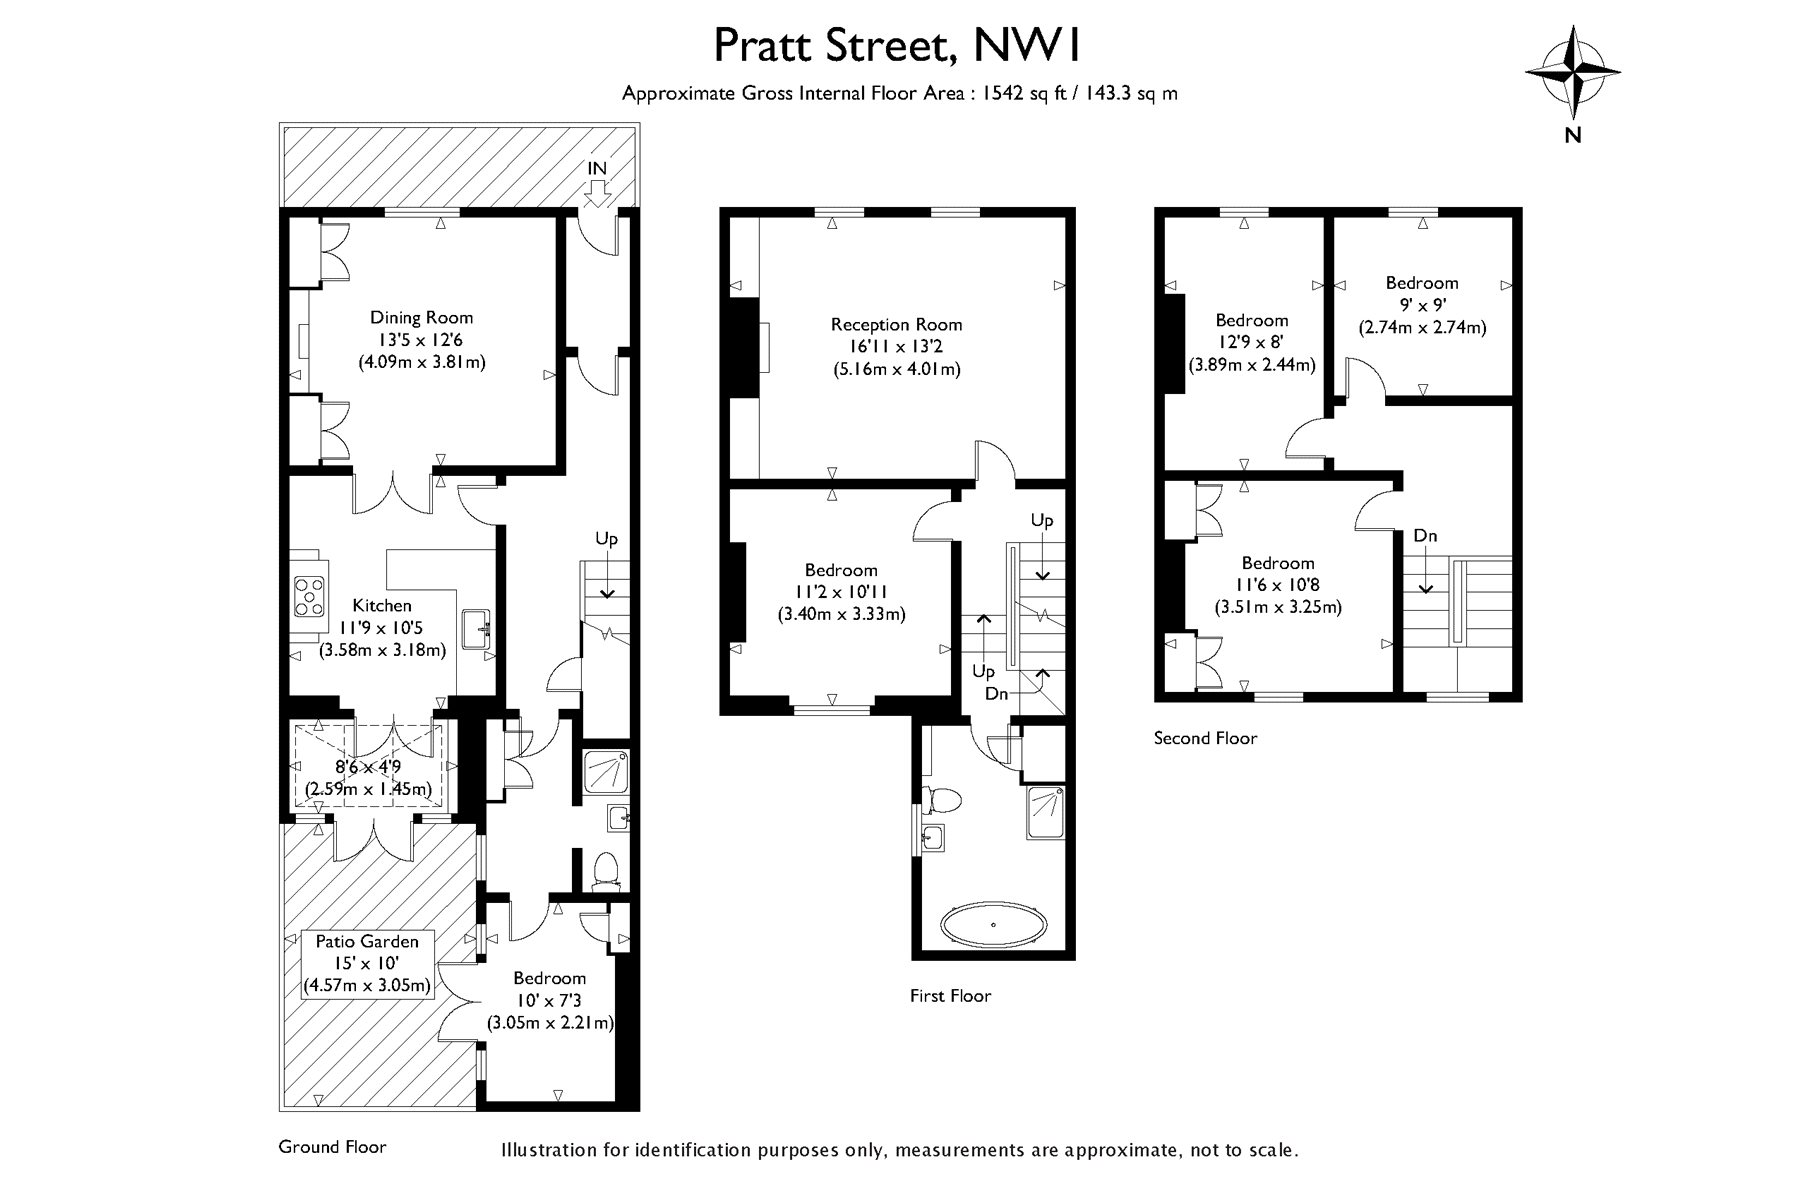 Pratt Street, NW1
Approximate Gross Internal Floor Area : 1542 sq ft / 143.3 sq m
N
IN
Dining Room
13'5 x 12'6
(4.09m x 3.81m)
Up
Kitchen
11'9 x 10'5
(3.58m x 3.18m)
8'6 x 4'9
(2.59m x 1.45m)
Patio Garden
15' x 10'
(4.57m x 3.05m)
Bedroom
10' x 7'3
(3.05m x 2.21m)
Ground Floor
Reception Room
16'11 x 13'2
(5.16m x 4.01m)
Up
Bedroom
11'2 x 10'11
(3.40m x 3.33m)
Up
Dn
First Floor
Bedroom
9' x 9'
(2.74m x 2.74m)
Bedroom
12'9 x 8'
(3.89m x 2.44m)
Dn
Bedroom
11'6 x 10'8
(3.51m x 3.25m)
Second Floor
Illustration for identification purposes only, measurements are approximate, not to scale.